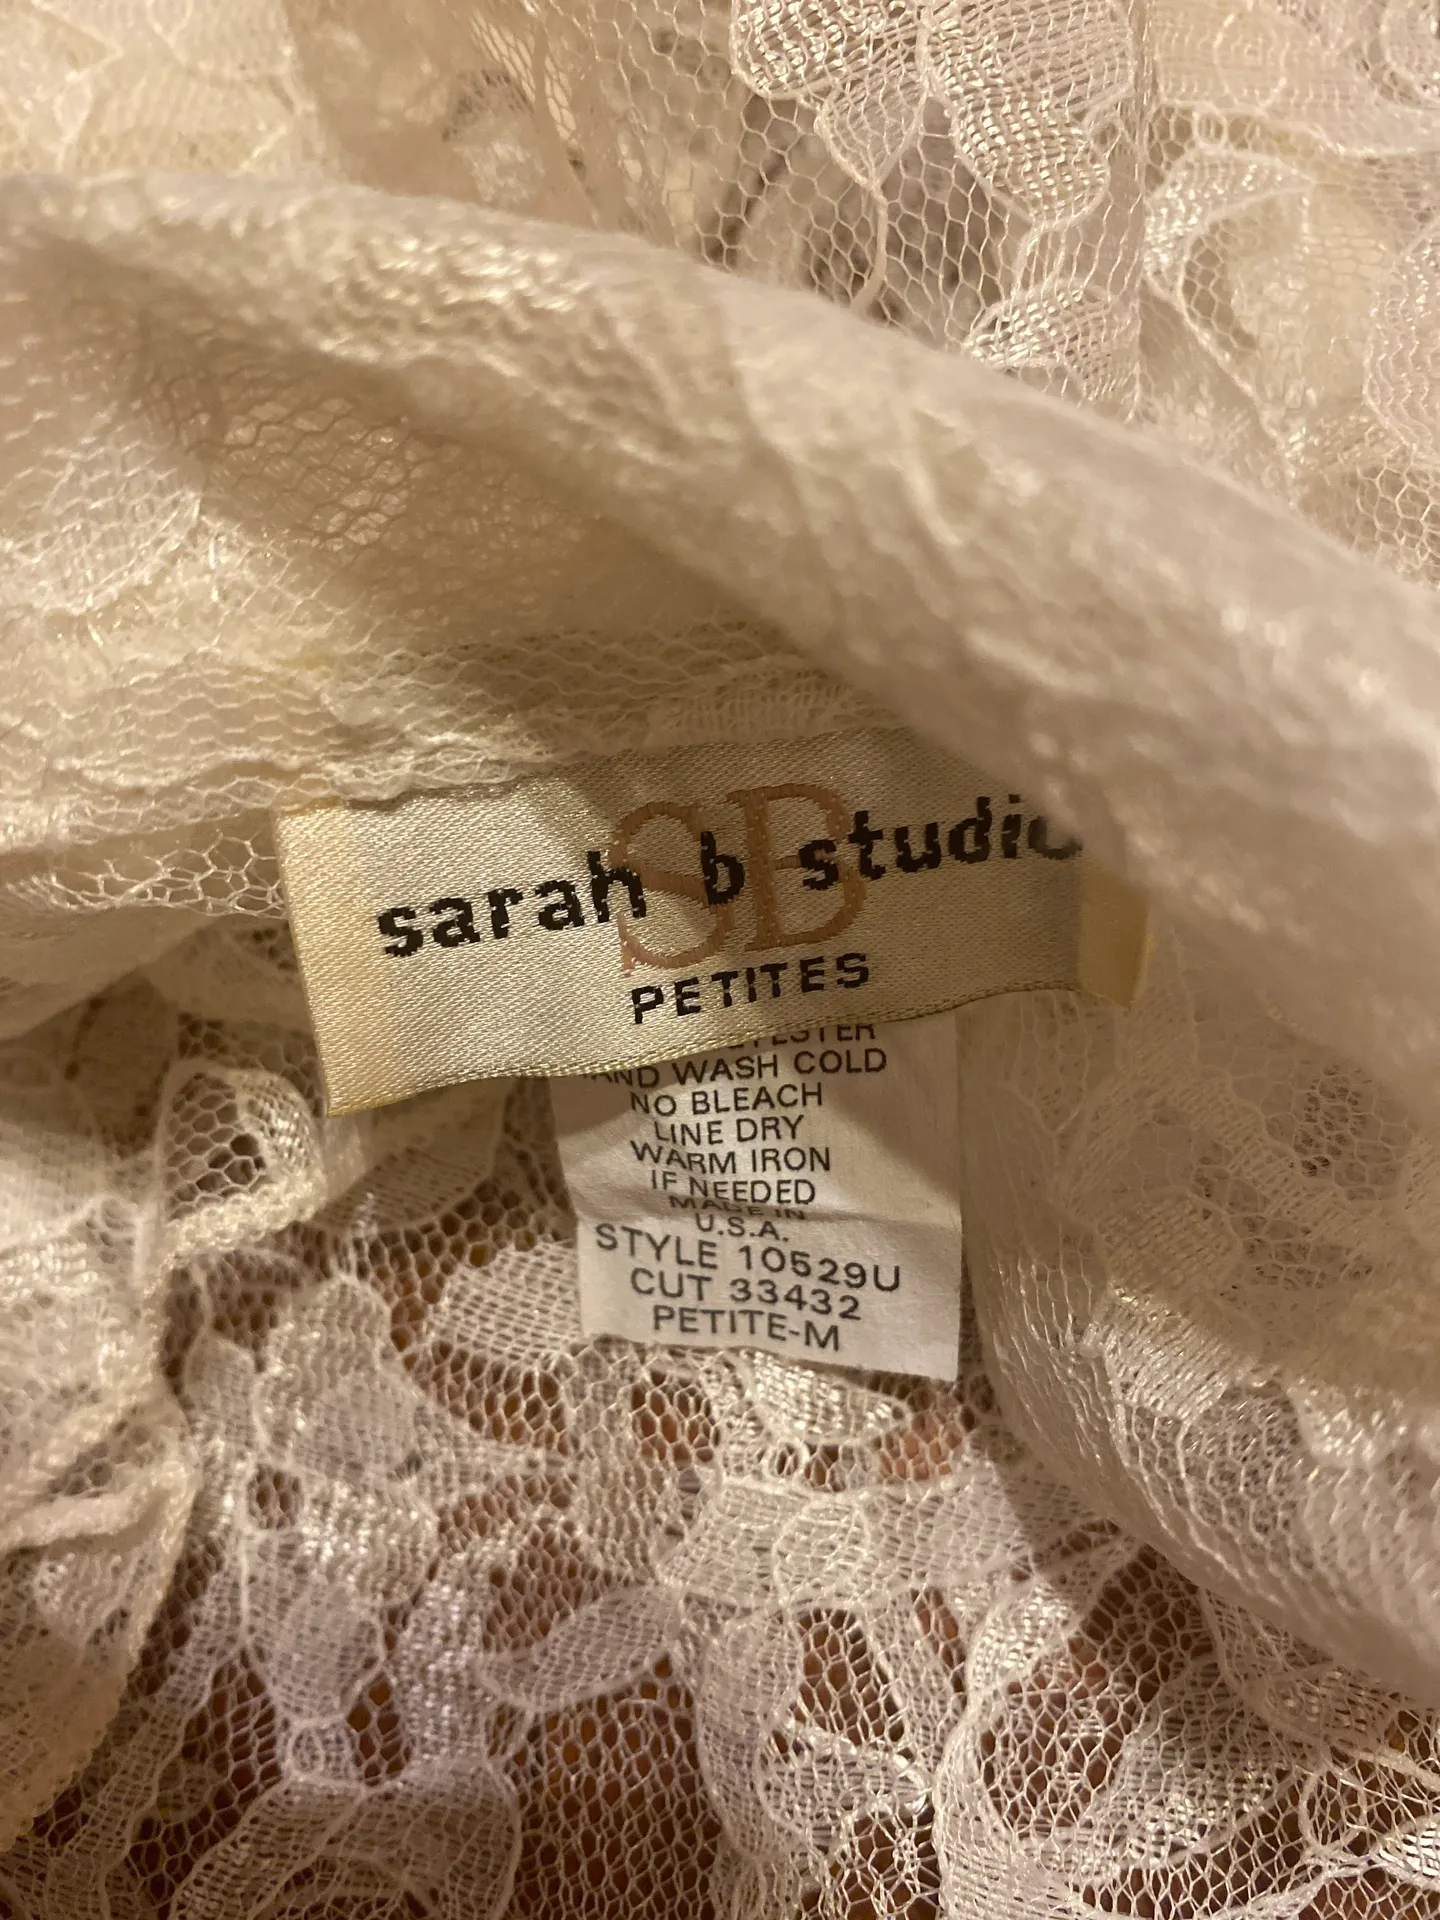 SB
sarah b studio
PETITES
WASH COLD
NO BLEACH
LINE DRY
WARM IRON
IF NEEDED
MADE IN
U.S.A.
STYLE 10529U
CUT 33432
PETITE-M